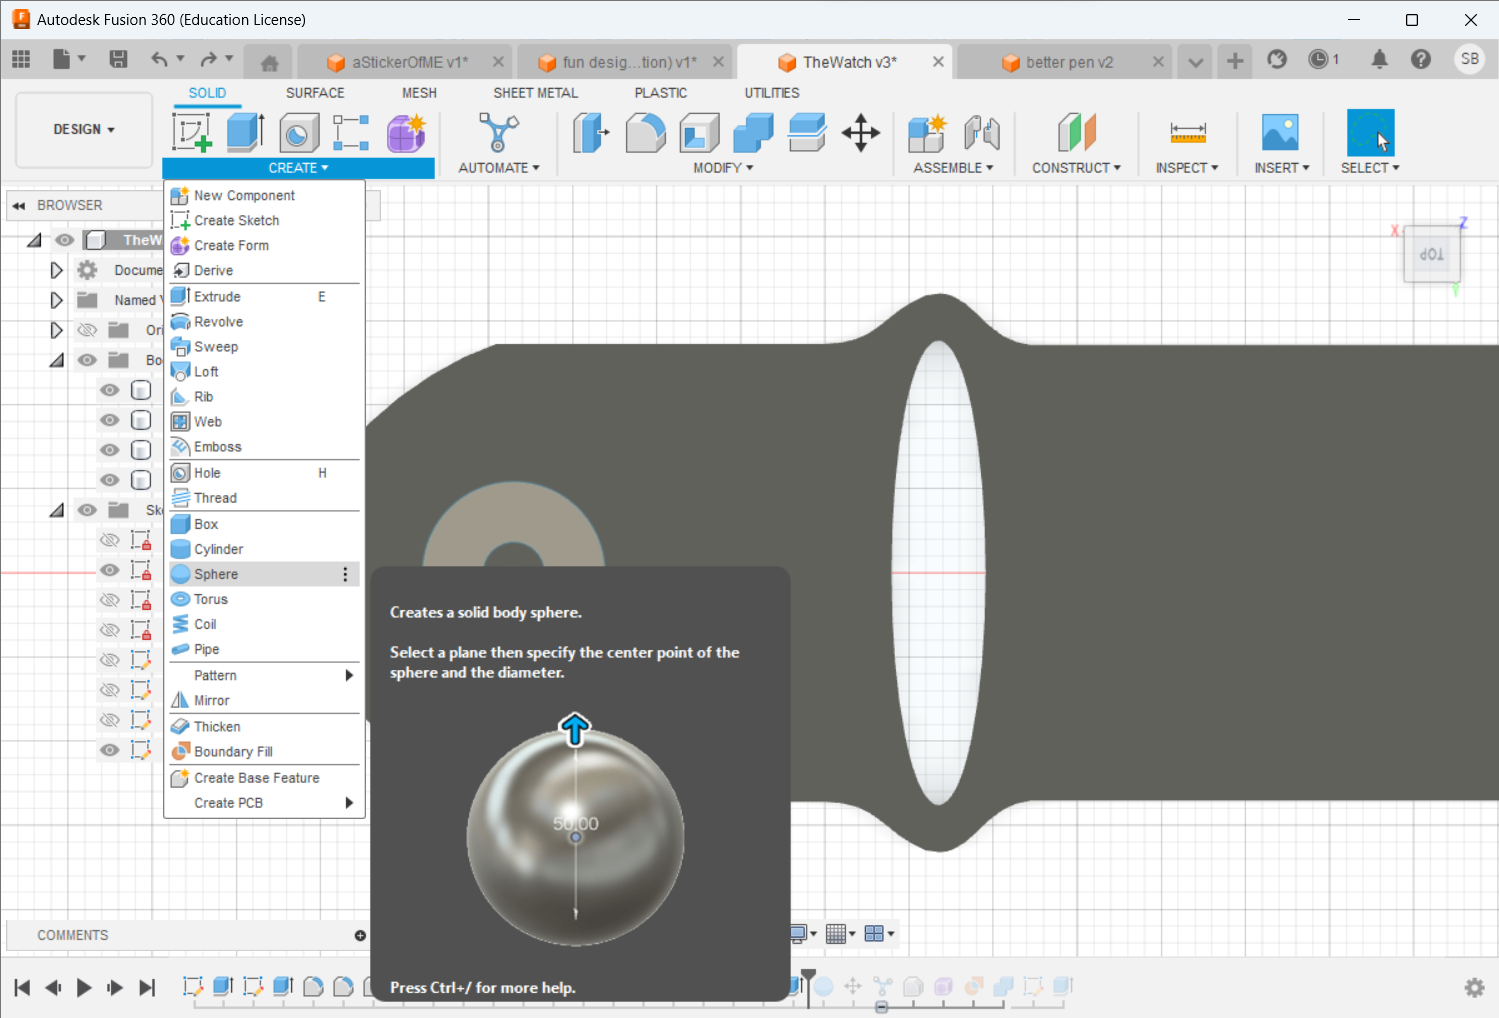 Autodesk Fusion 360 (Education License)
aStickerOfME v1*
fun desig...tion) v1*
TheWatch v3*
better pen v2
1
SB
SOLID
SURFACE
MESH
SHEET METAL
PLASTIC
UTILITIES
DESIGN
CREATE
AUTOMATE
MODIFY
ASSEMBLE
CONSTRUCT
INSPECT
INSERT
SELECT
BROWSER
TheW
Docume
Named V
Ori
Bo
Ske
New Component
Create Sketch
Create Form
Derive
Extrude E
Revolve
Sweep
Loft
Rib
Web
Emboss
Hole H
Thread
Box
Cylinder
Sphere
Torus
Coil
Pipe
Pattern
Mirror
Thicken
Boundary Fill
Create Base Feature
Create PCB
X
Z
TOP
Y
Creates a solid body sphere.
Select a plane then specify the center point of the
sphere and the diameter.
50.00
Press Ctrl+/ for more help.
COMMENTS